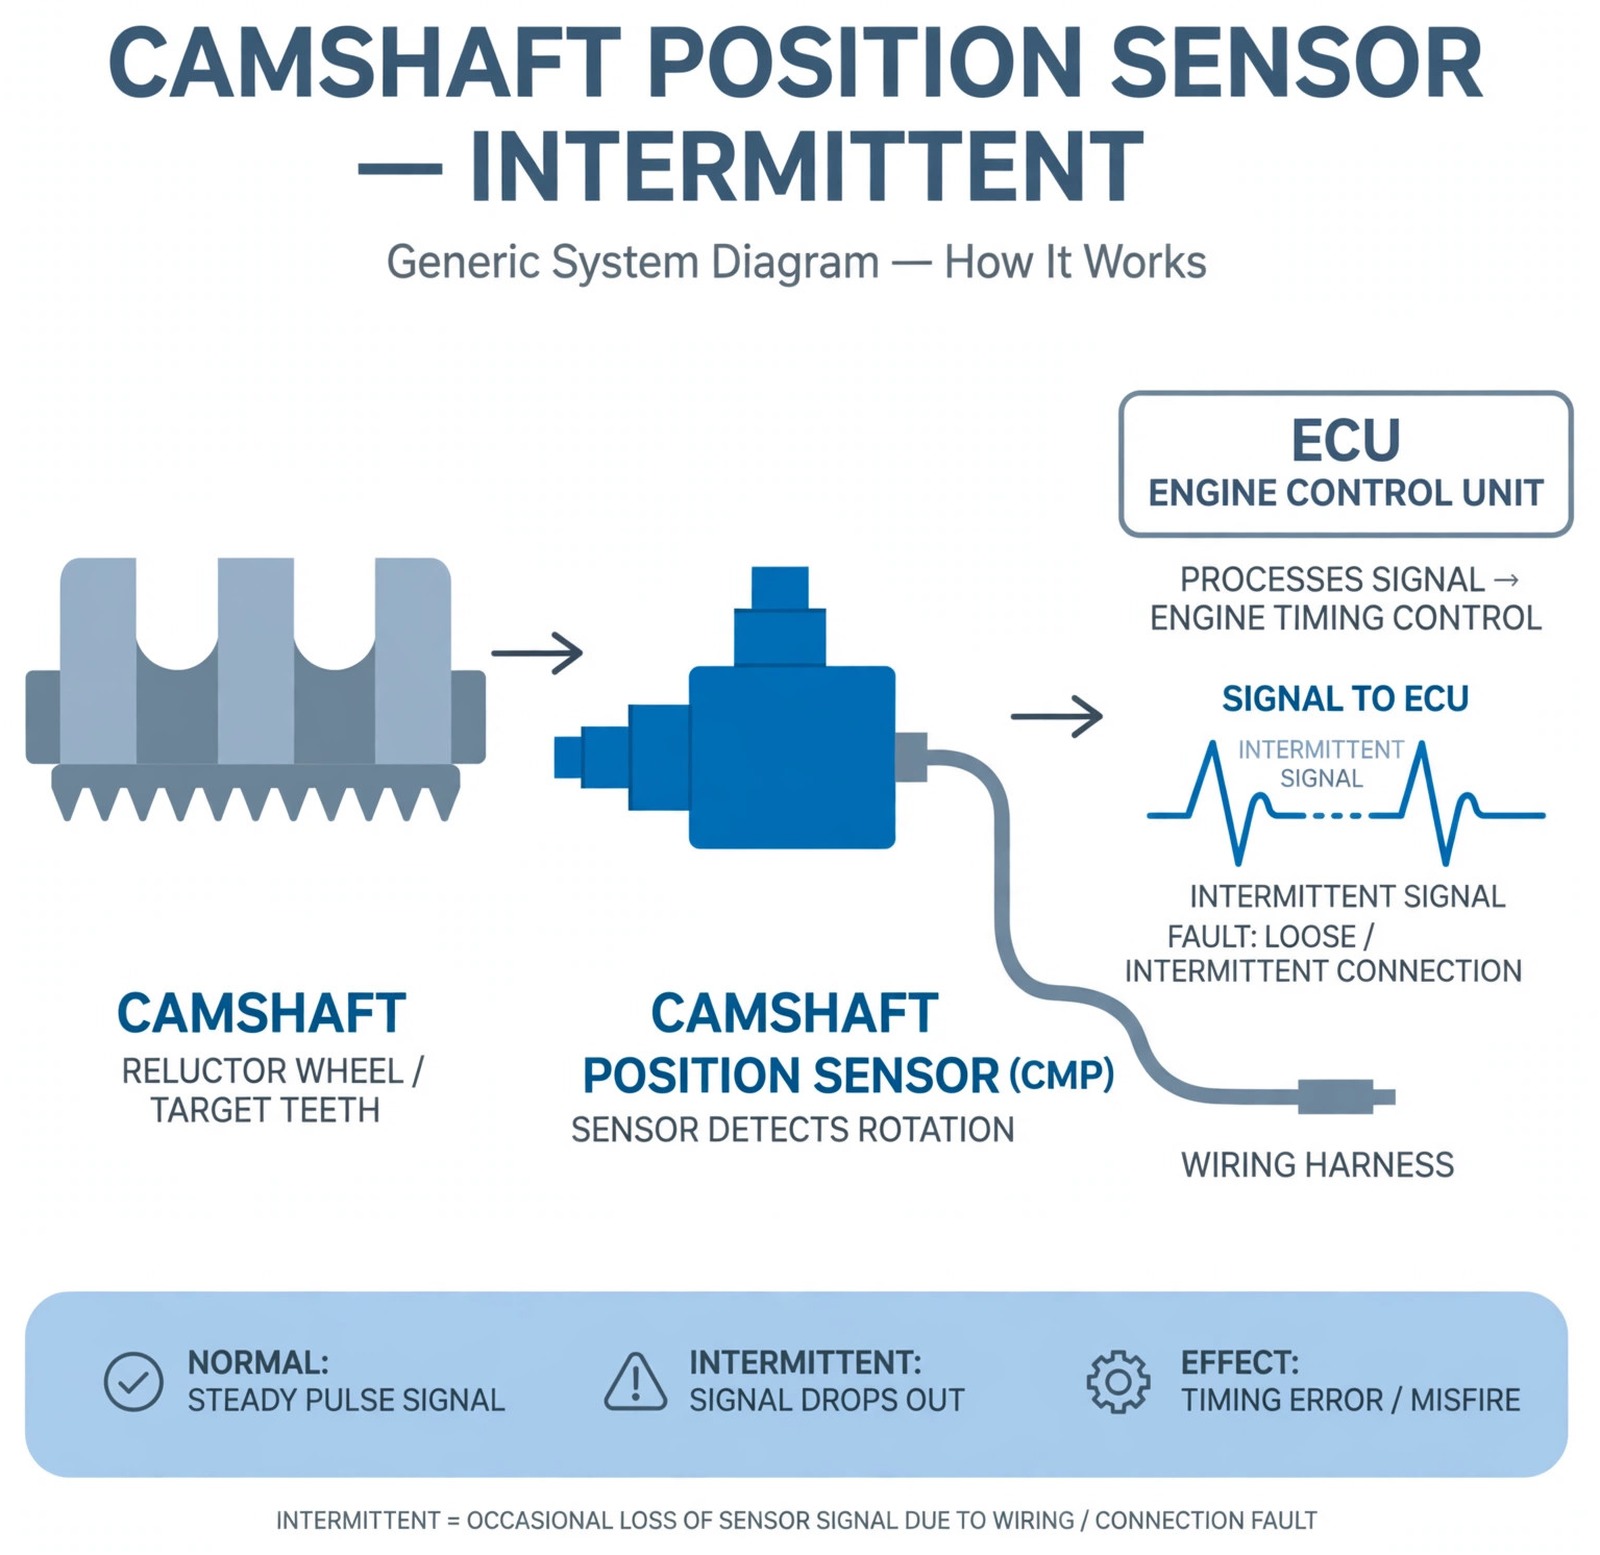 CAMSHAFT POSITION SENSOR
— INTERMITTENT
Generic System Diagram — How It Works
ECU
ENGINE CONTROL UNIT
PROCESSES SIGNAL →
ENGINE TIMING CONTROL
SIGNAL TO ECU
INTERMITTENT
SIGNAL
INTERMITTENT SIGNAL
FAULT: LOOSE /
INTERMITTENT CONNECTION
CAMSHAFT
RELUCTOR WHEEL /
TARGET TEETH
CAMSHAFT
POSITION SENSOR (CMP)
SENSOR DETECTS ROTATION
WIRING HARNESS
NORMAL:
STEADY PULSE SIGNAL
INTERMITTENT:
SIGNAL DROPS OUT
EFFECT:
TIMING ERROR / MISFIRE
INTERMITTENT = OCCASIONAL LOSS OF SENSOR SIGNAL DUE TO WIRING / CONNECTION FAULT